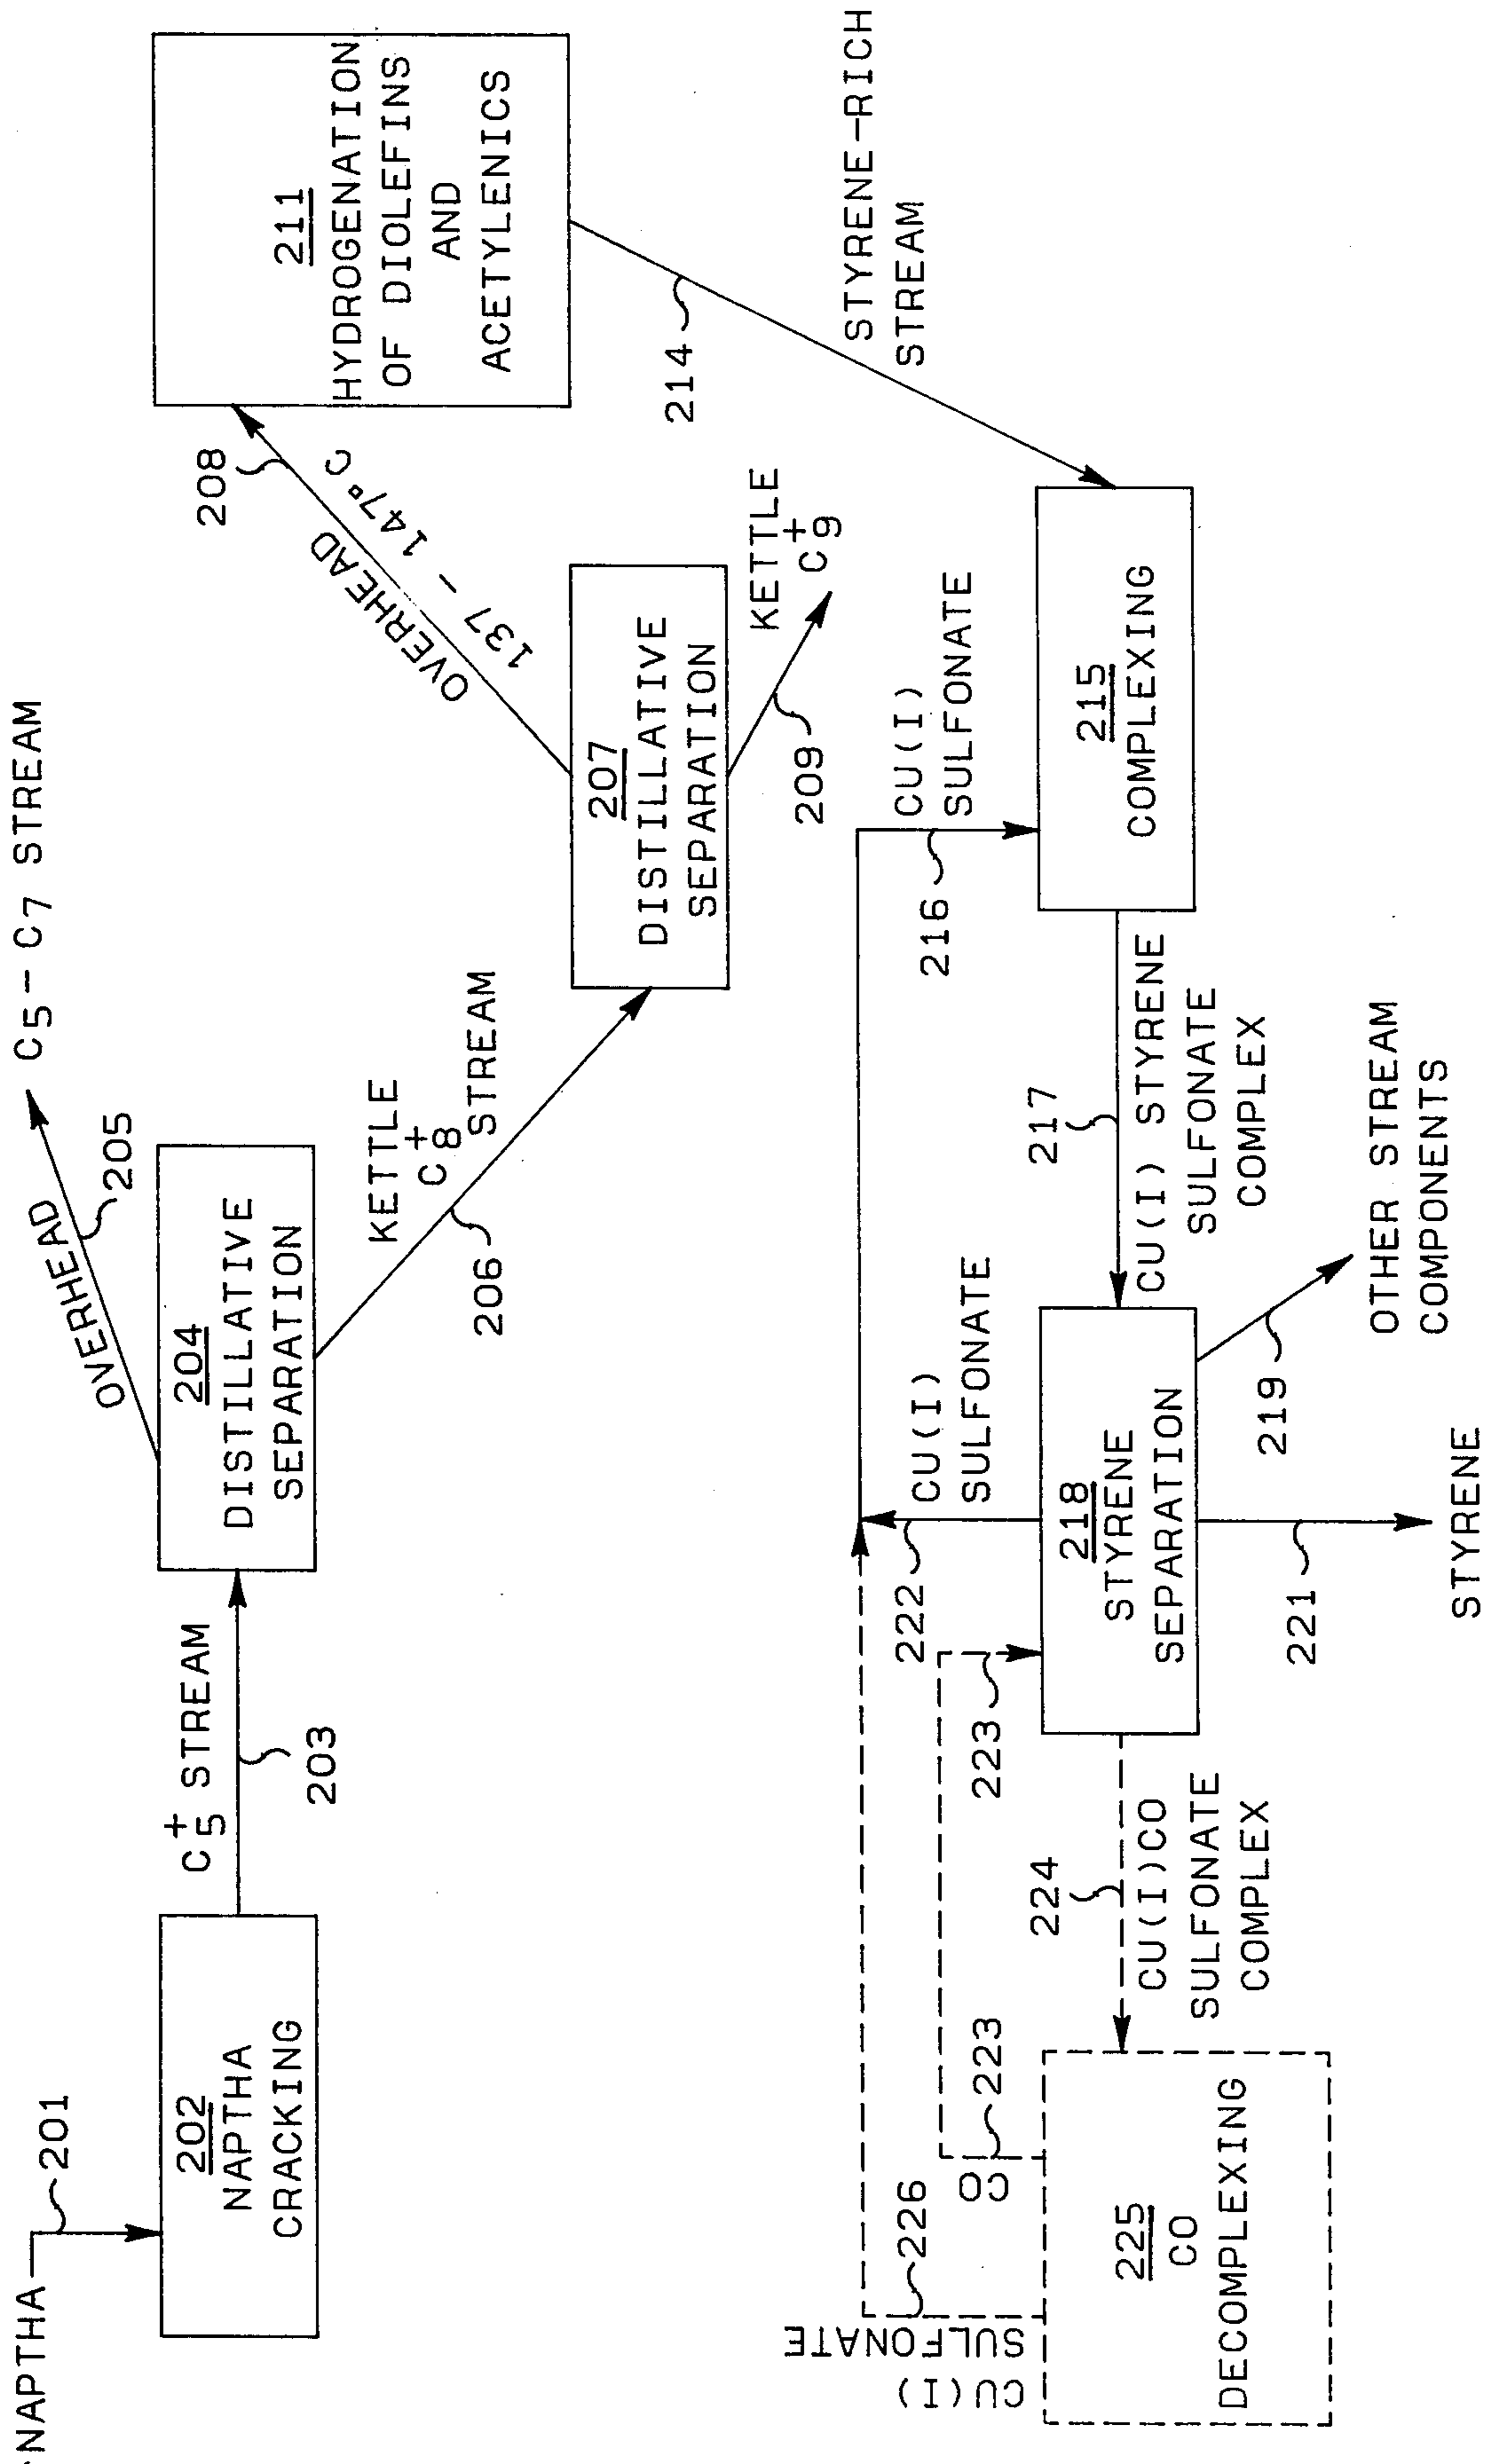 NAPTHA
201
202
NAPTHA
CRACKING
C5+ STREAM
203
204
DISTILLATIVE
SEPARATION
OVERHEAD
205
C5-C7 STREAM
KETTLE
C8+
STREAM
206
207
DISTILLATIVE
SEPARATION
OVERHEAD
137 - 147° C
208
KETTLE
C9+
209
211
HYDROGENATION
OF DIOLEFINS
AND
ACETYLENICS
214
STYRENE-RICH
STREAM
215
COMPLEXING
CU(I)
SULFONATE
216
217
CU(I) STYRENE
SULFONATE
COMPLEX
218
STYRENE
SEPARATION
219
OTHER STREAM
COMPONENTS
221
STYRENE
CU(I)
SULFONATE
222
223
224
CU(I)CO
SULFONATE
COMPLEX
225
CO
DECOMPLEXING
CO
223
226
CU(I)
SULFONATE